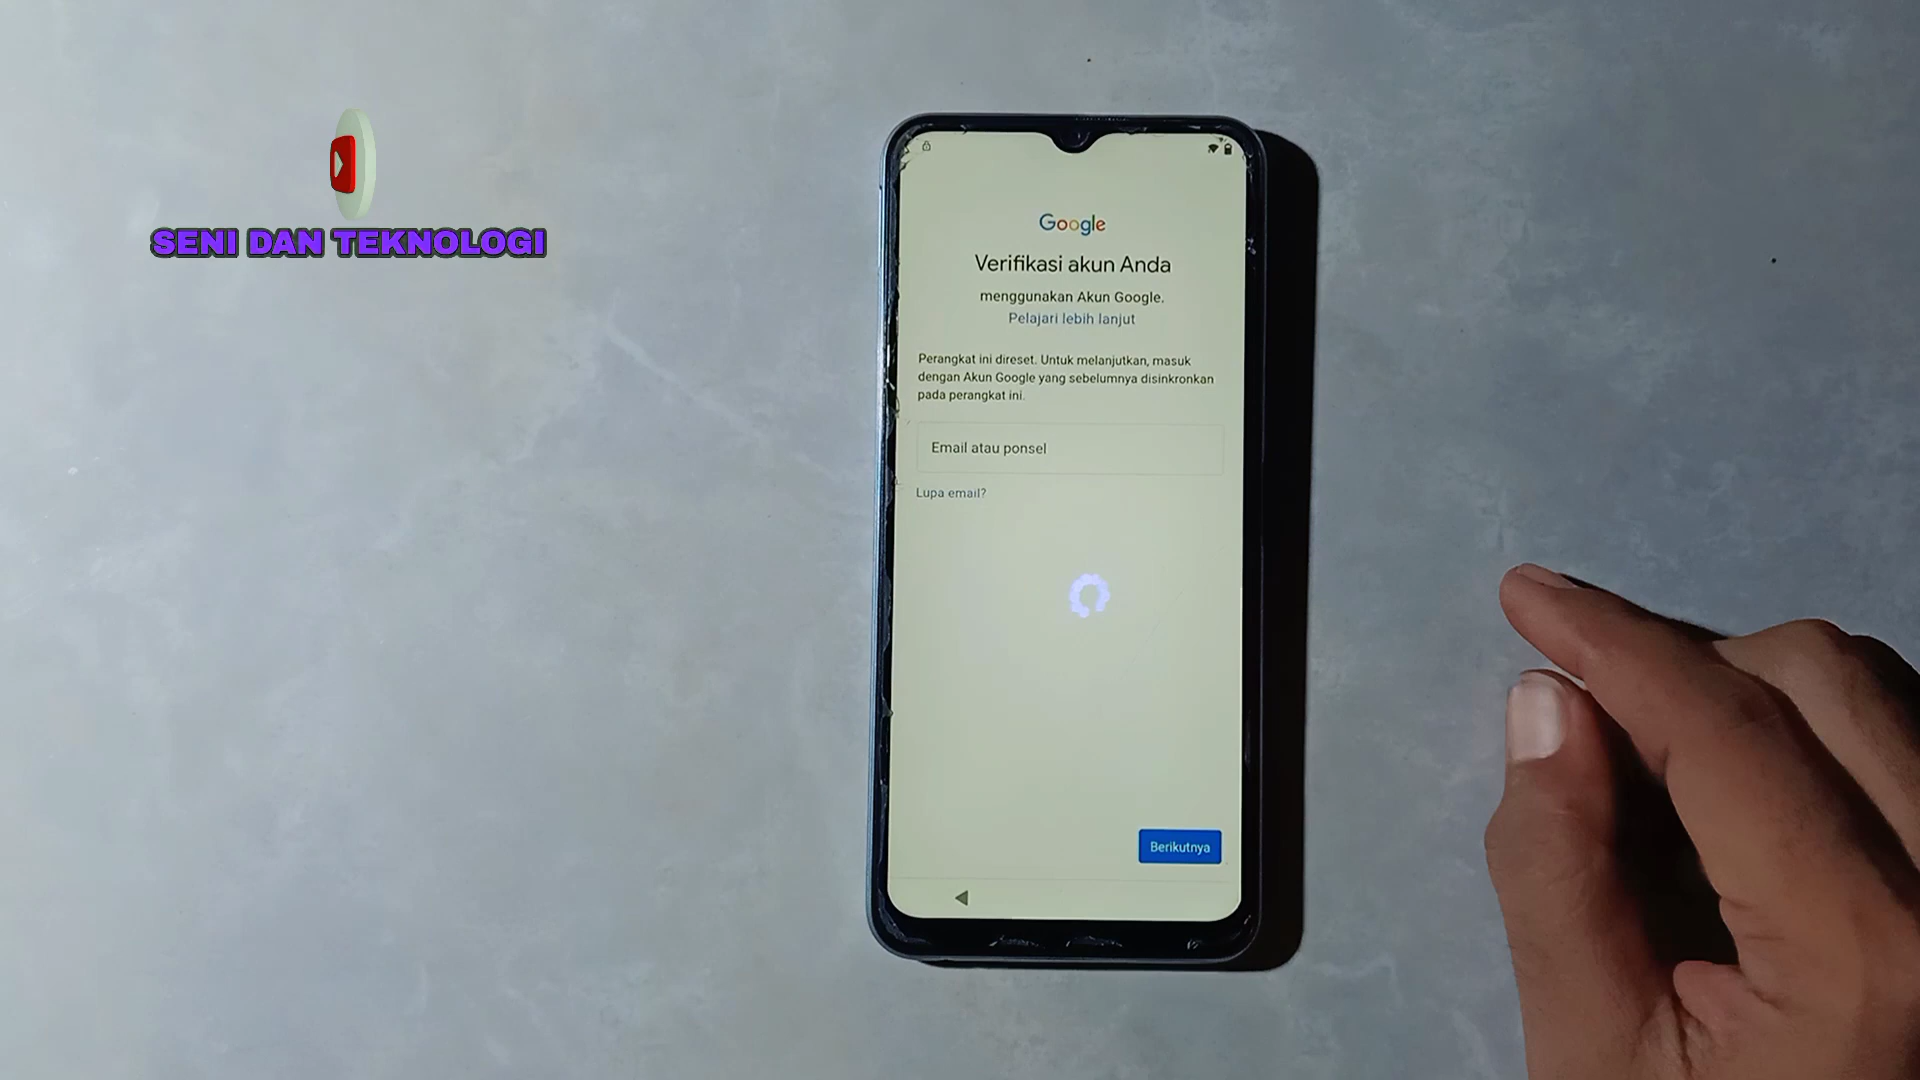 SENI DAN TEKNOLOGI
Google
Verifikasi akun Anda
menggunakan Akun Google.
Pelajari lebih lanjut
Perangkat ini direset. Untuk melanjutkan, masuk
dengan Akun Google yang sebelumnya disinkronkan
pada perangkat ini.
Email atau ponsel
Lupa email?
Berikutnya